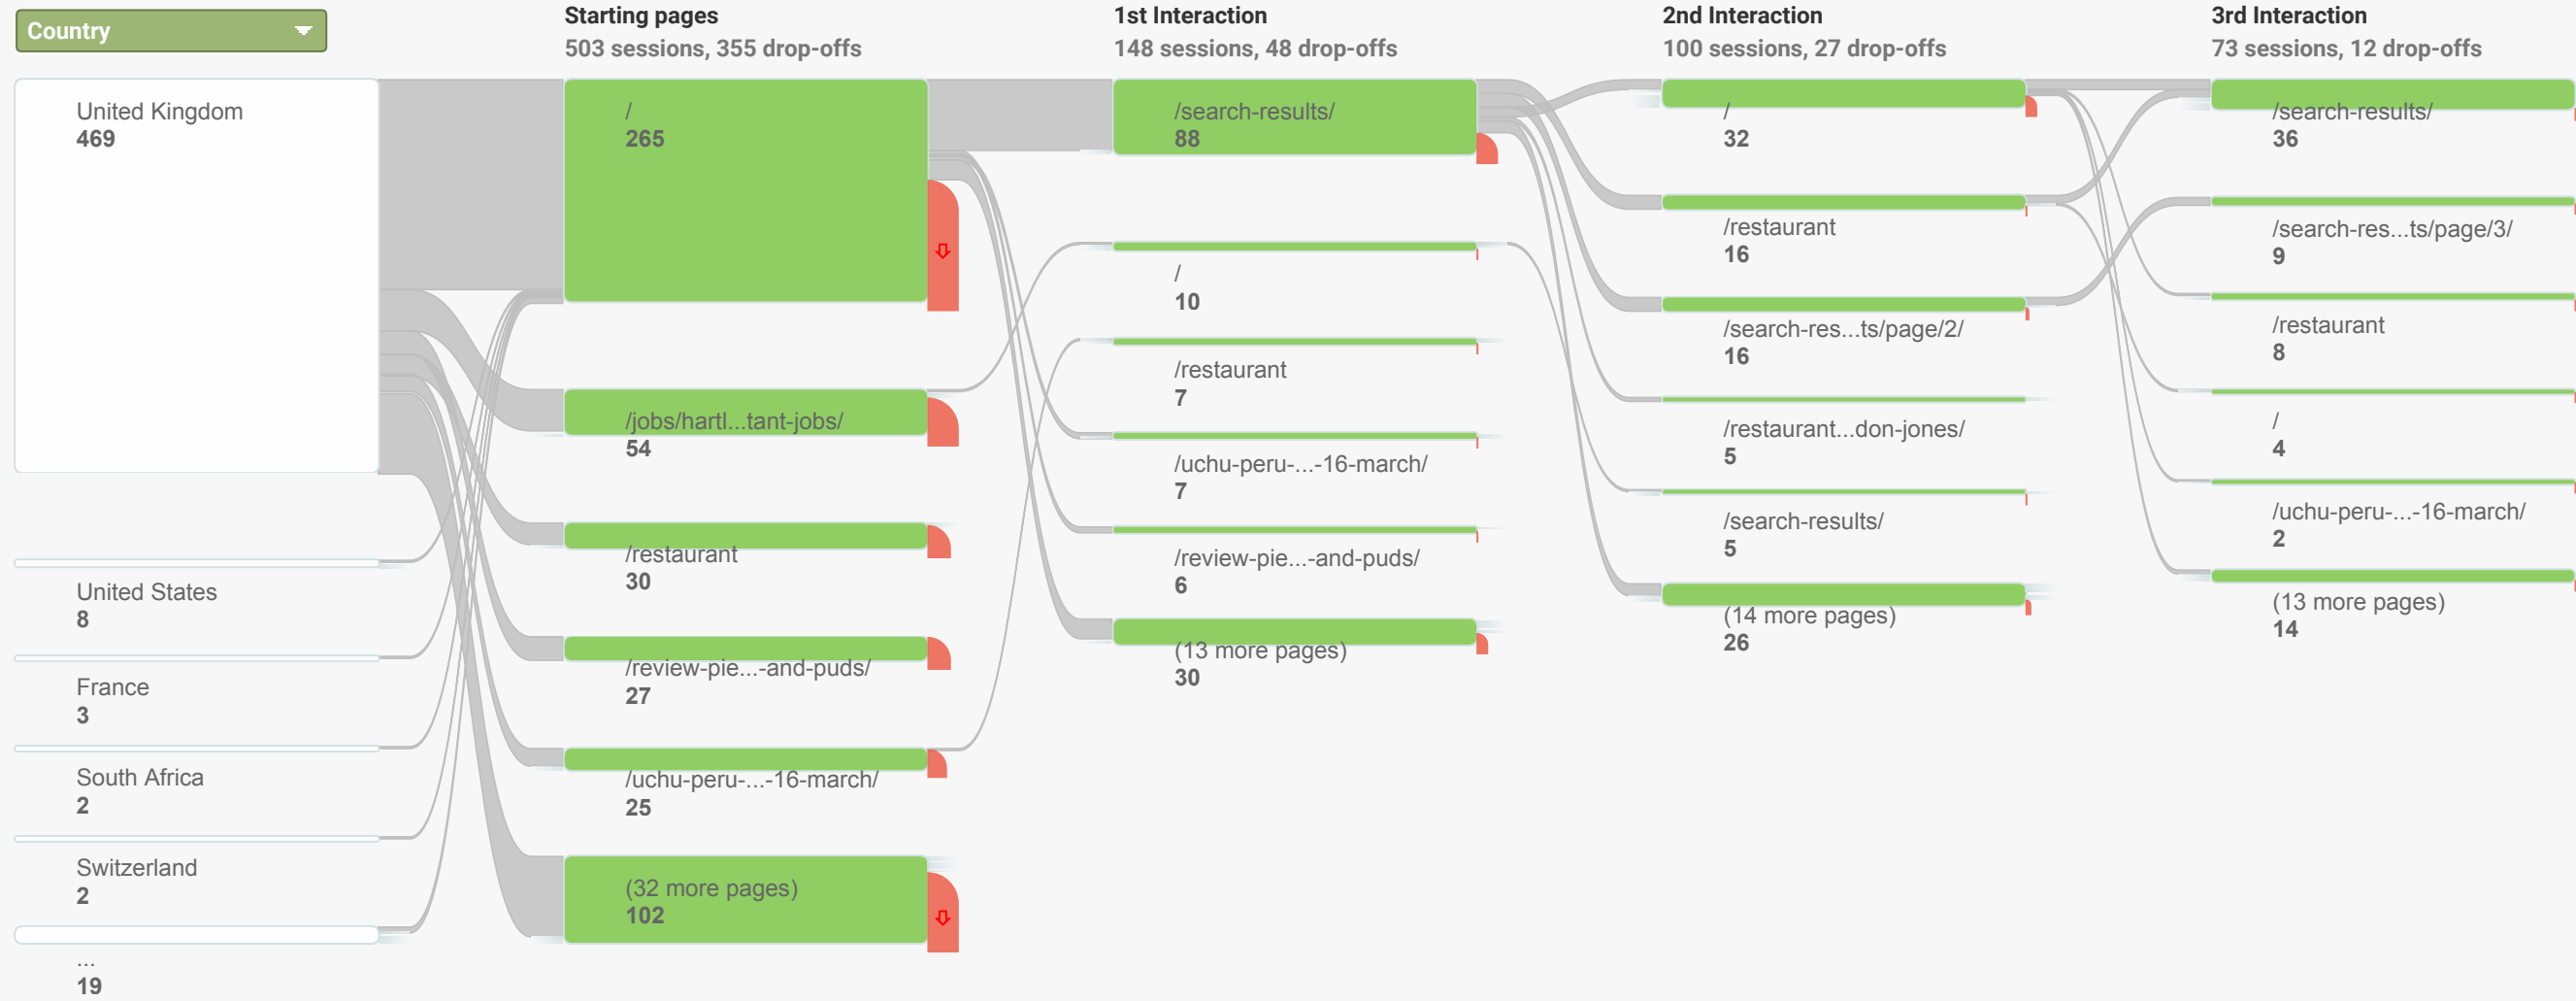 Country
United Kingdom
469
United States
8
France
3
South Africa
2
Switzerland
2
...
19
Starting pages
503 sessions, 355 drop-offs
/
265
/jobs/hartl...tant-jobs/
54
/restaurant
30
/review-pie...-and-puds/
27
/uchu-peru-...-16-march/
25
(32 more pages)
102
1st Interaction
148 sessions, 48 drop-offs
/search-results/
88
/
10
/restaurant
7
/uchu-peru-...-16-march/
7
/review-pie...-and-puds/
6
(13 more pages)
30
2nd Interaction
100 sessions, 27 drop-offs
/
32
/restaurant
16
/search-res...ts/page/2/
16
/restaurant...don-jones/
5
/search-results/
5
(14 more pages)
26
3rd Interaction
73 sessions, 12 drop-offs
/search-results/
36
/search-res...ts/page/3/
9
/restaurant
8
/
4
/uchu-peru-...-16-march/
2
(13 more pages)
14